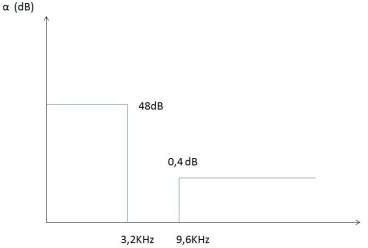 α (dB)
48dB
0,4 dB
3,2KHz 9,6KHz